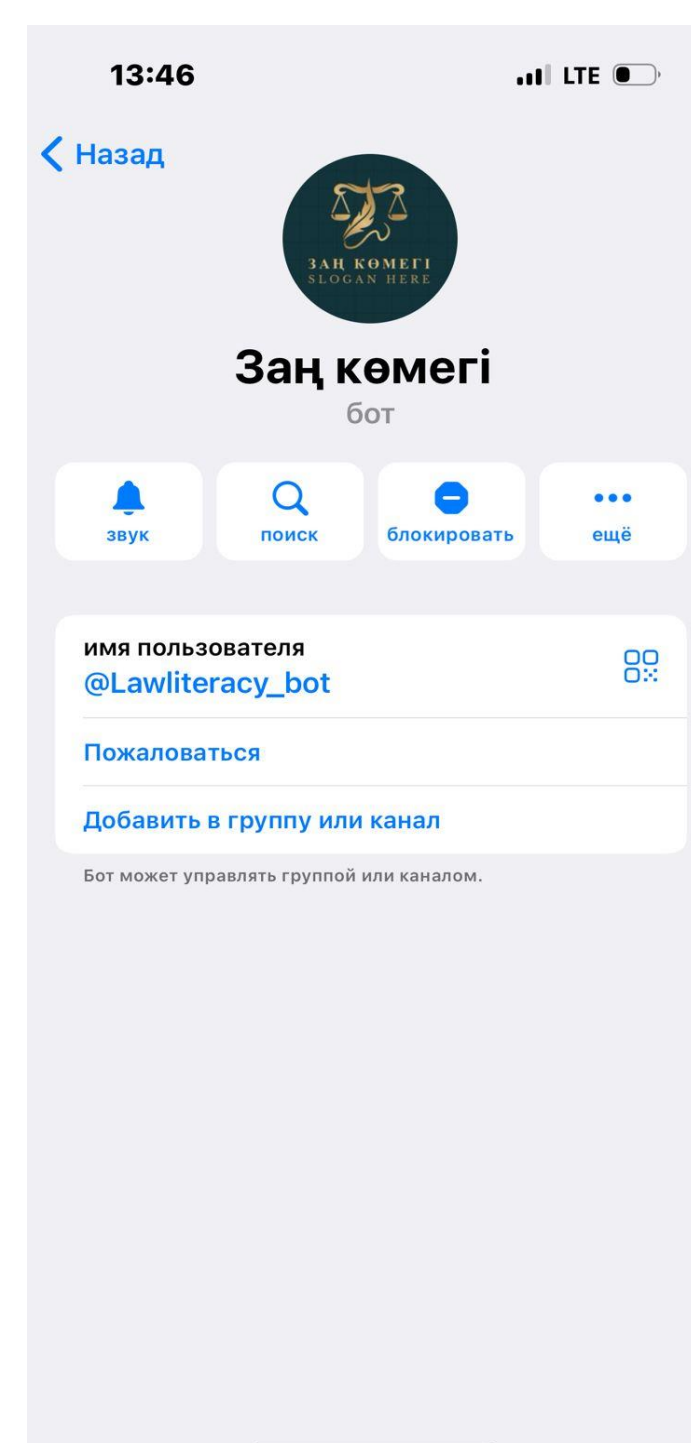 13:46
LTE
Назад
ЗАҢ КӨМЕГІ
SLOGAN HERE
Заң көмегі
бот
звук
поиск
блокировать
ещё
имя пользователя
@Lawliteracy_bot
Пожаловаться
Добавить в группу или канал
Бот может управлять группой или каналом.